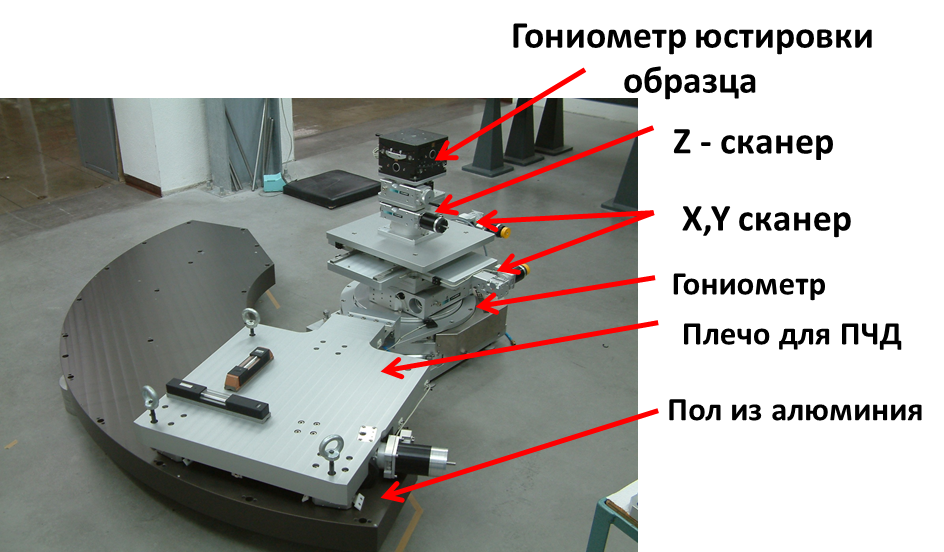 Гониометр юстировки
образца
Z - сканер
X,Y сканер
Гониометр
Плечо для ПЧД
Пол из алюминия